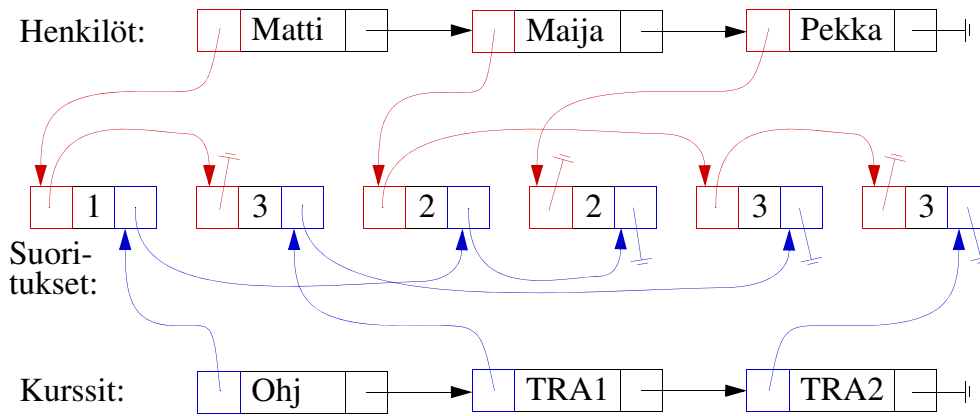 Henkilöt: Matti Maija Pekka
1 3 2 2 3 3
Suori-
tukset:
Kurssit: Ohj TRA1 TRA2